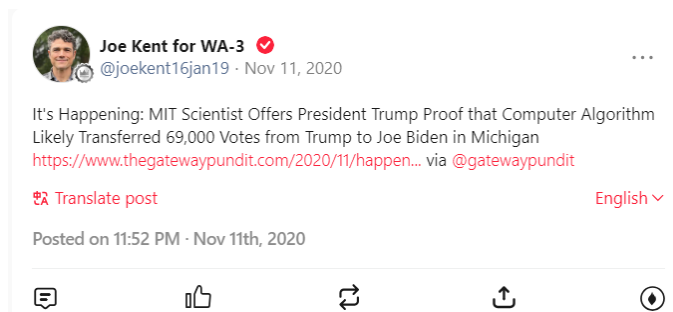 Joe Kent for WA-3
@joekent16jan19 · Nov 11, 2020
It's Happening: MIT Scientist Offers President Trump Proof that Computer Algorithm
Likely Transferred 69,000 Votes from Trump to Joe Biden in Michigan
https://www.thegatewaypundit.com/2020/11/happen... via @gatewaypundit
Translate post English
Posted on 11:52 PM · Nov 11th, 2020